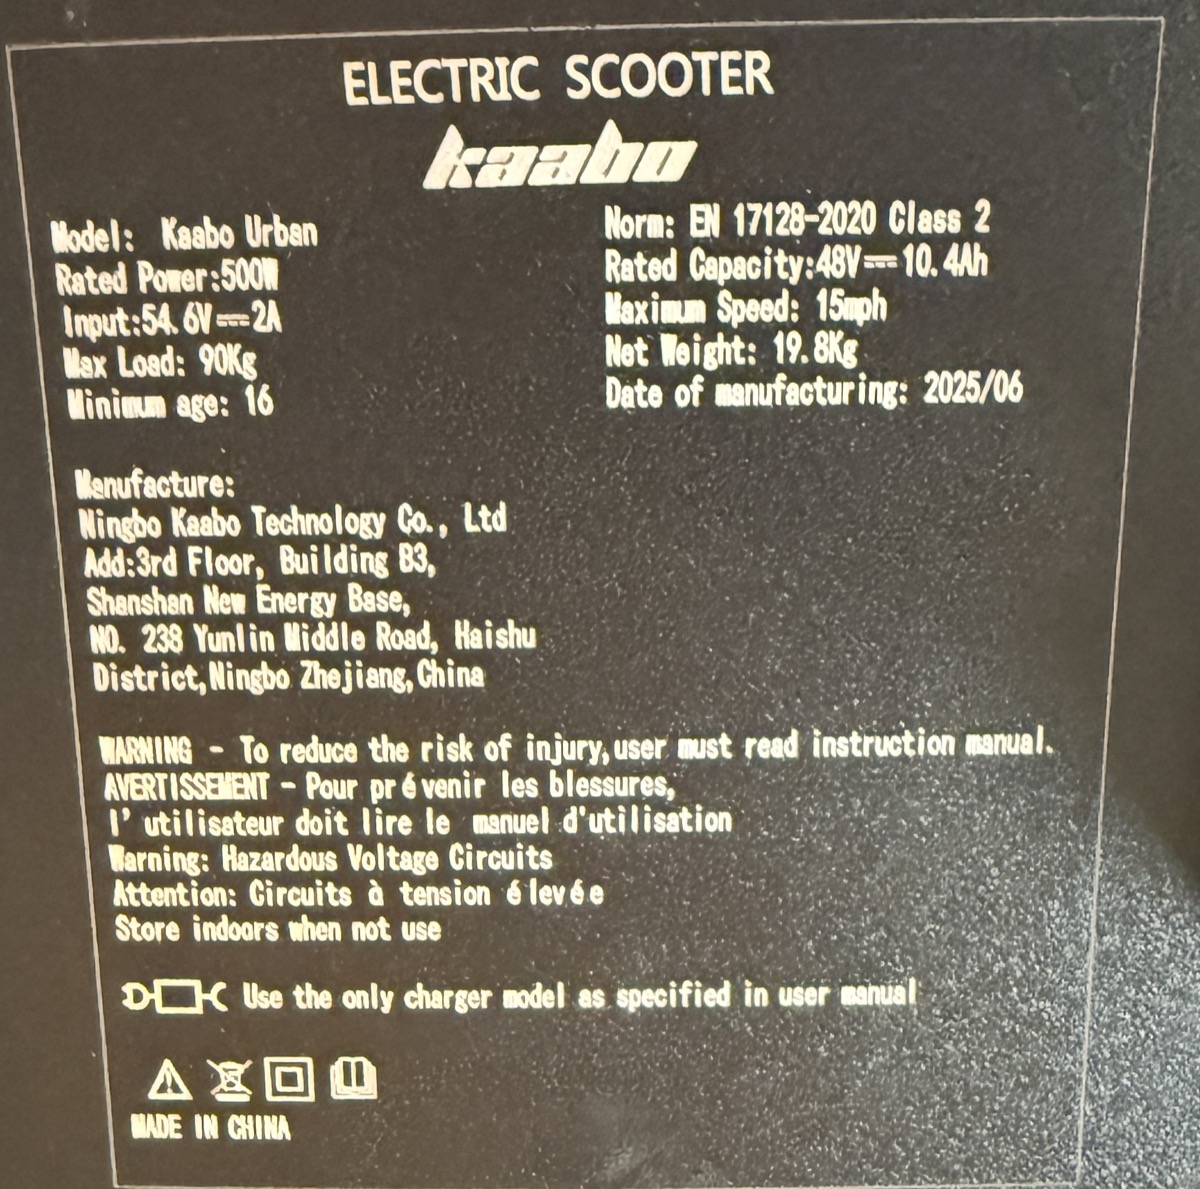 ELECTRIC SCOOTER
kaabo
Model: Kaabo Urban
Rated Power:500W
Input:54.6V⎓2A
Max Load: 90Kg
Minimum age: 16
Norm: EN 17128-2020 Class 2
Rated Capacity:48V⎓10.4Ah
Maximum Speed: 15mph
Net Weight: 19.8Kg
Date of manufacturing: 2025/06
Manufacture:
Ningbo Kaabo Technology Co., Ltd
Add:3rd Floor, Building B3,
Shanshan New Energy Base,
NO. 238 Yunlin Middle Road, Haishu
District,Ningbo Zhejiang,China
WARNING - To reduce the risk of injury,user must read instruction manual.
AVERTISSEMENT - Pour prévenir les blessures,
l' utilisateur doit lire le manuel d'utilisation
Warning: Hazardous Voltage Circuits
Attention: Circuits à tension élevée
Store indoors when not use
Use the only charger model as specified in user manual
MADE IN CHINA